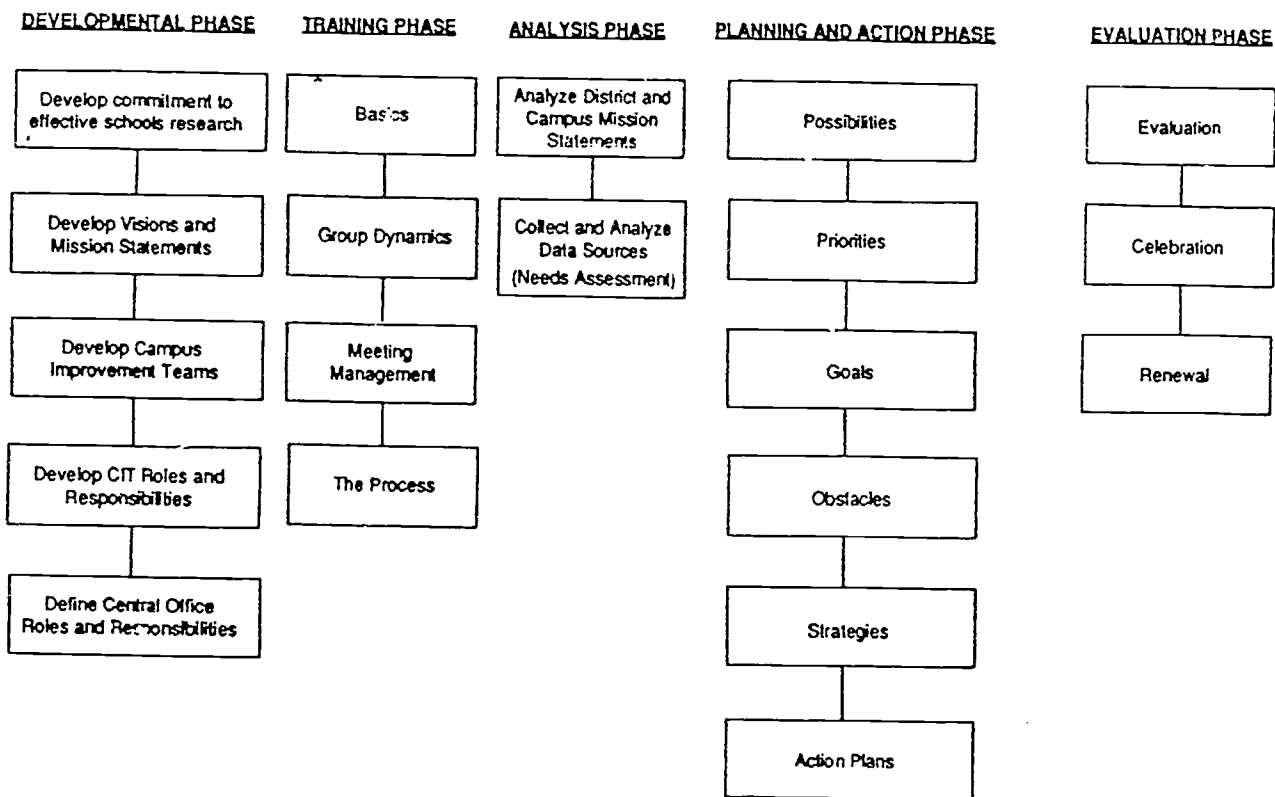 DEVELOPMENTAL PHASE
Develop commitment to
effective schools research
Develop Visions and
Mission Statements
Develop Campus
Improvement Teams
Develop CIT Roles and
Responsibilities
Define Central Office
Roles and Responsibilities
TRAINING PHASE
Basics
Group Dynamics
Meeting
Management
The Process
ANALYSIS PHASE
Analyze District and
Campus Mission
Statements
Collect and Analyze
Data Sources
(Needs Assessment)
PLANNING AND ACTION PHASE
Possibilities
Priorities
Goals
Obstacles
Strategies
Action Plans
EVALUATION PHASE
Evaluation
Celebration
Renewal